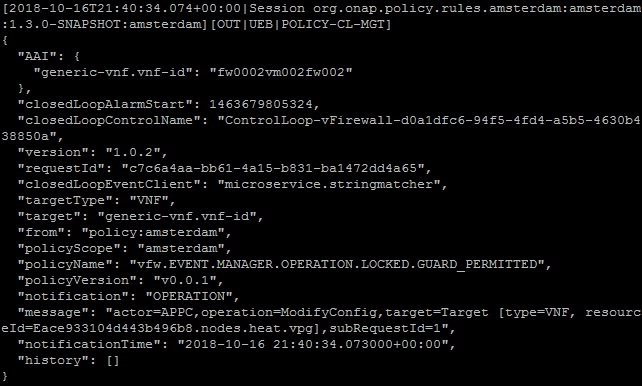 [2018-10-16T21:40:34.074+00:00|Session org.onap.policy.rules.amsterdam:amsterdam
:1.3.0-SNAPSHOT:amsterdam][OUT|UEB|POLICY-CL-MGT]
{
  "AAI": {
    "generic-vnf.vnf-id": "fw0002vm002fw002"
  },
  "closedLoopAlarmStart": 1463679805324,
  "closedLoopControlName": "ControlLoop-vFirewall-d0a1dfc6-94f5-4fd4-a5b5-4630b4
38850a",
  "version": "1.0.2",
  "requestId": "c7c6a4aa-bb61-4a15-b831-ba1472dd4a65",
  "closedLoopEventClient": "microservice.stringmatcher",
  "targetType": "VNF",
  "target": "generic-vnf.vnf-id",
  "from": "policy:amsterdam",
  "policyScope": "amsterdam",
  "policyName": "vfw.EVENT.MANAGER.OPERATION.LOCKED.GUARD_PERMITTED",
  "policyVersion": "v0.0.1",
  "notification": "OPERATION",
  "message": "actor=APPC,operation=ModifyConfig,target=Target [type=VNF, resourc
eId=Eace933104d443b496b8.nodes.heat.vpg],subRequestId=1",
  "notificationTime": "2018-10-16 21:40:34.073000+00:00",
  "history": []
}